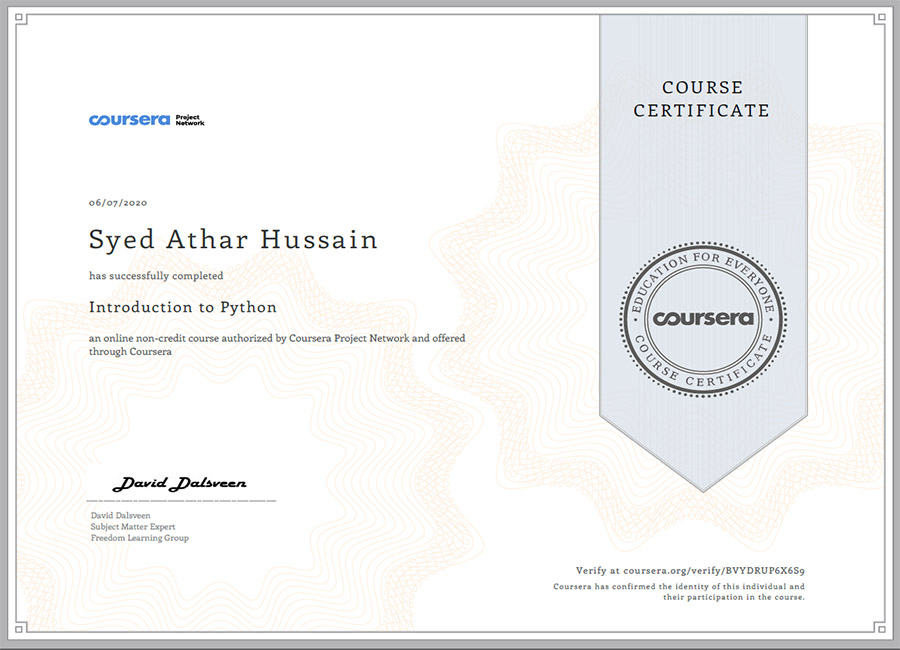 coursera Project Network
COURSE
CERTIFICATE
06/07/2020
Syed Athar Hussain
has successfully completed
Introduction to Python
an online non-credit course authorized by Coursera Project Network and offered
through Coursera
EDUCATION FOR EVERYONE
coursera
COURSE CERTIFICATE
David Dalsveen
David Dalsveen
Subject Matter Expert
Freedom Learning Group
Verify at coursera.org/verify/BVYDRUP6X6S9
Coursera has confirmed the identity of this individual and
their participation in the course.